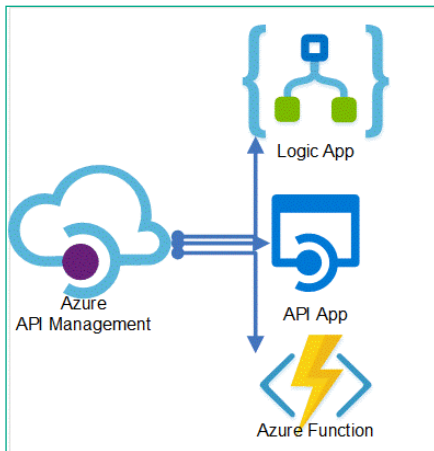 Logic App
Azure
API Management
API App
Azure Function